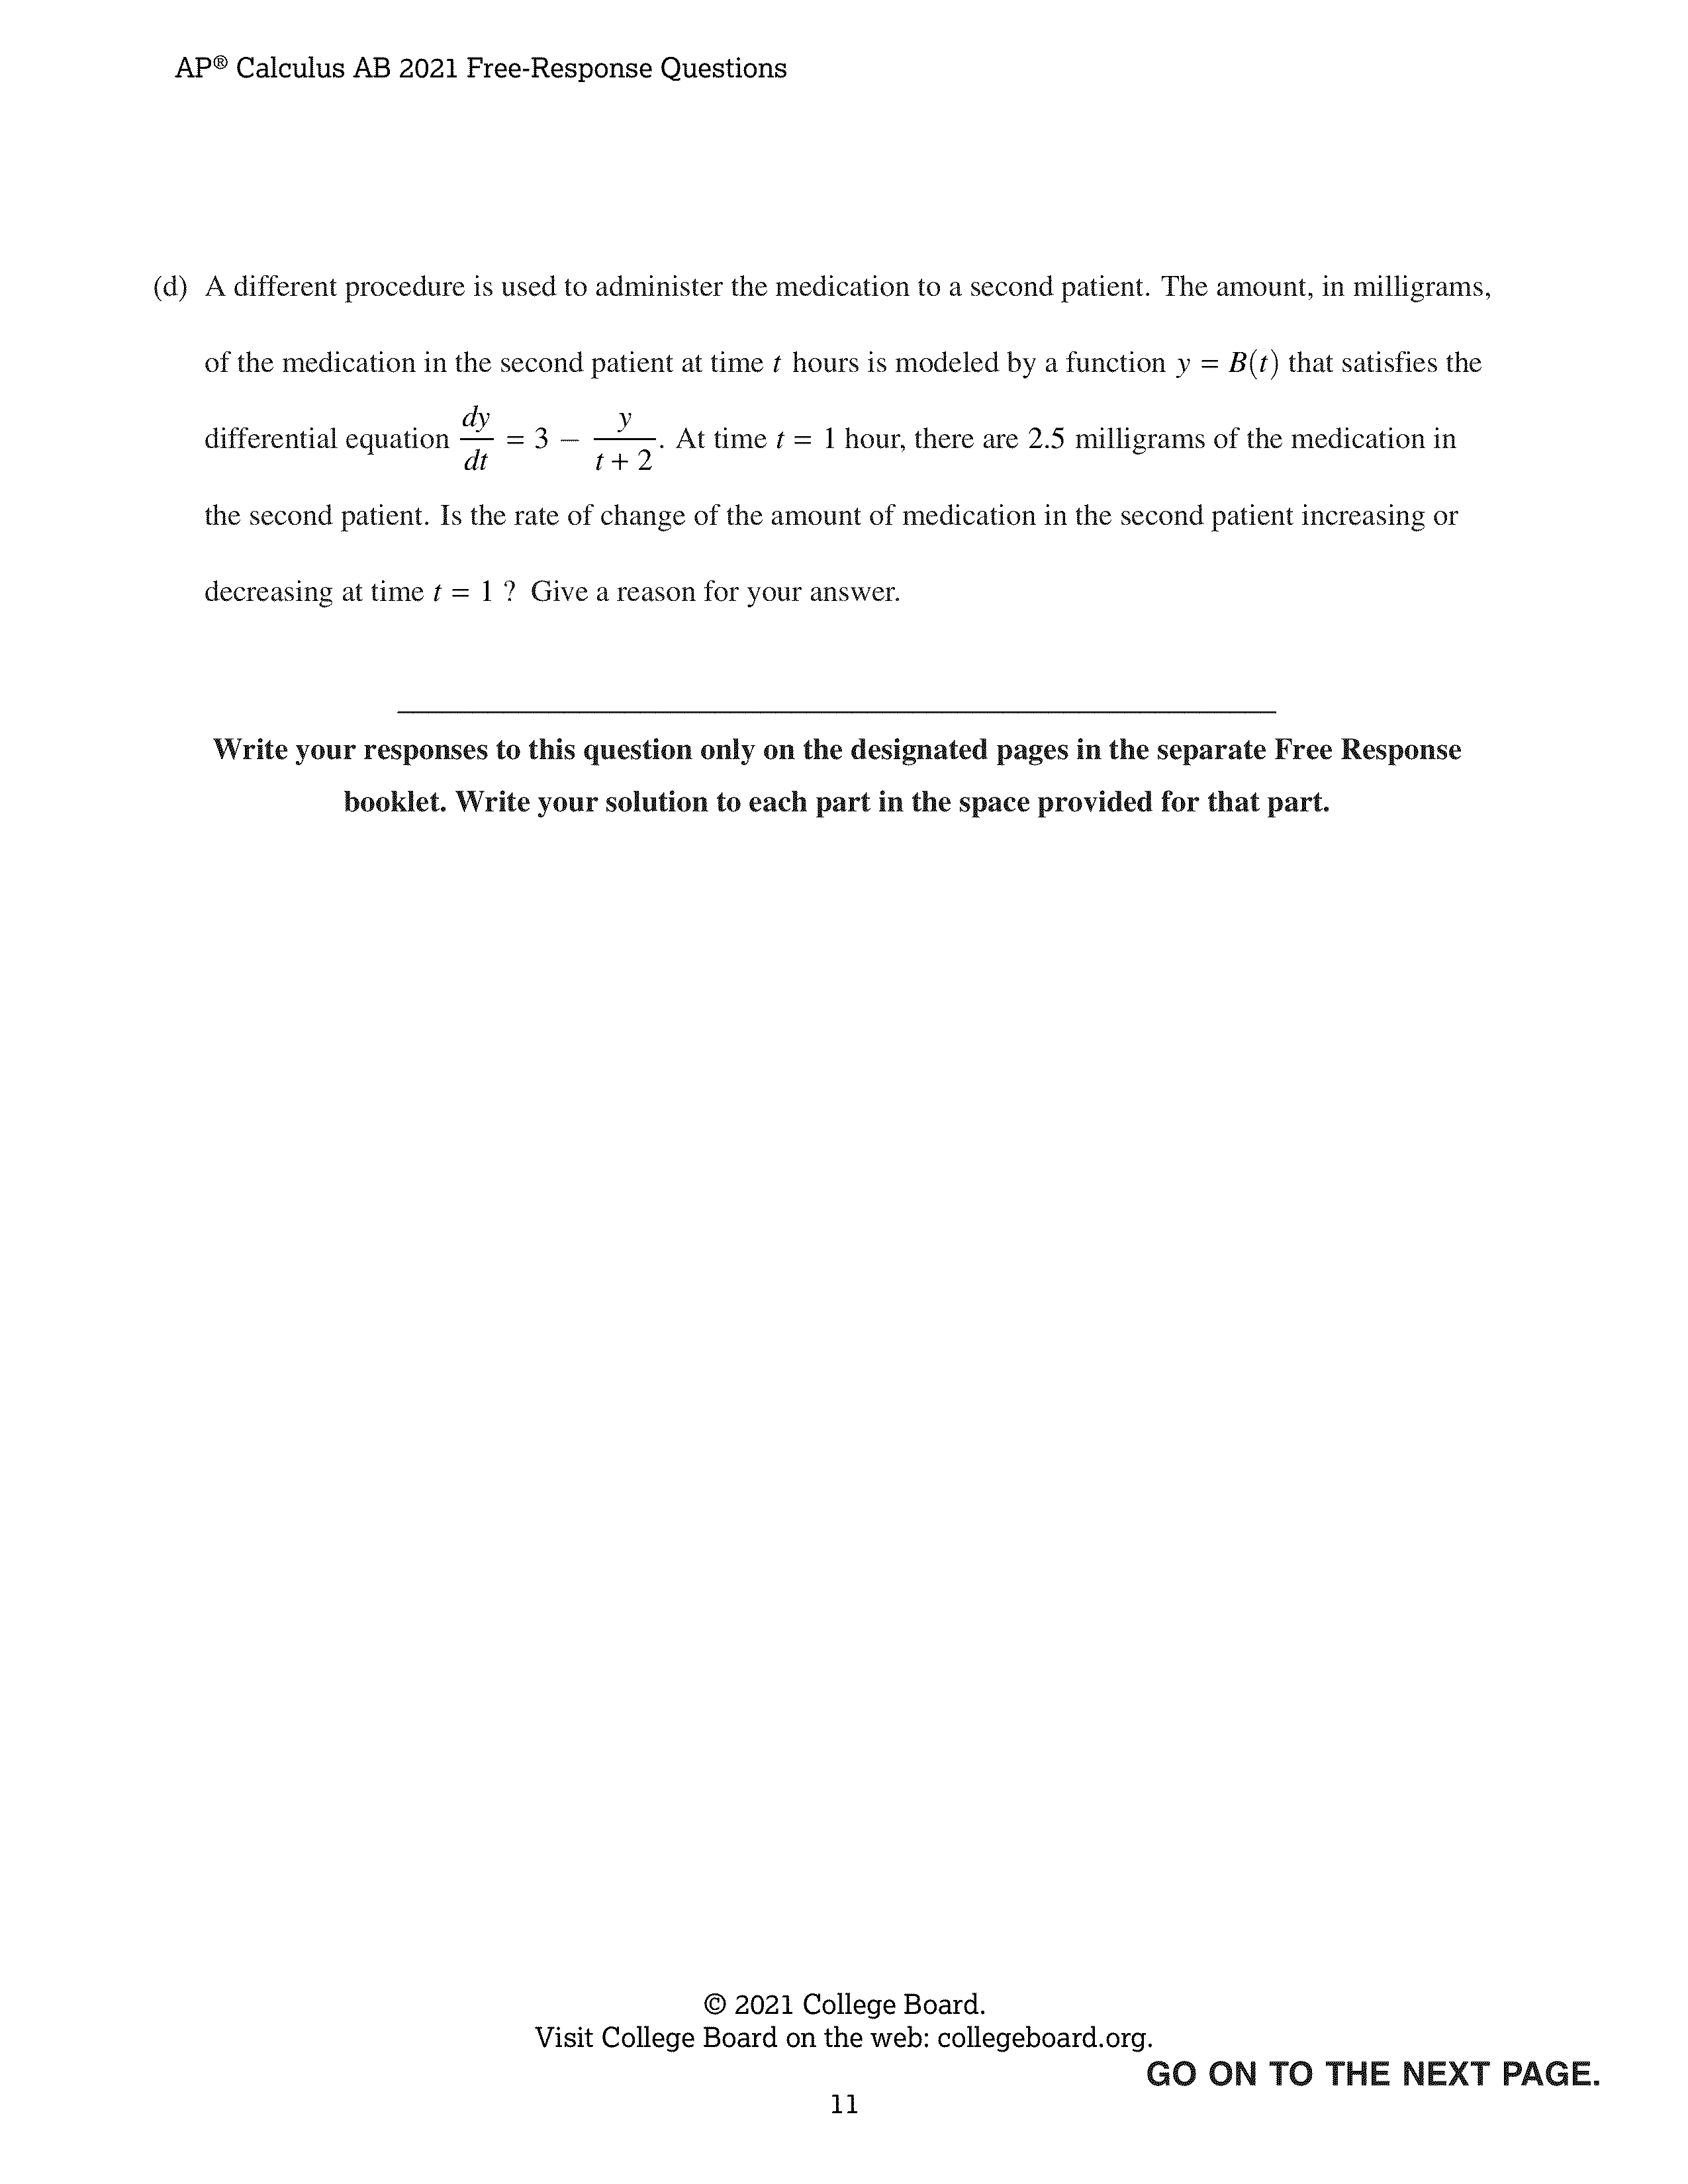 AP® Calculus AB 2021 Free-Response Questions
(d) A different procedure is used to administer the medication to a second patient. The amount, in milligrams,
of the medication in the second patient at time t hours is modeled by a function y = B(t) that satisfies the
differential equation dy/dt = 3 − y/(t + 2). At time t = 1 hour, there are 2.5 milligrams of the medication in
the second patient. Is the rate of change of the amount of medication in the second patient increasing or
decreasing at time t = 1 ? Give a reason for your answer.
Write your responses to this question only on the designated pages in the separate Free Response
booklet. Write your solution to each part in the space provided for that part.
© 2021 College Board.
Visit College Board on the web: collegeboard.org.
GO ON TO THE NEXT PAGE.
11